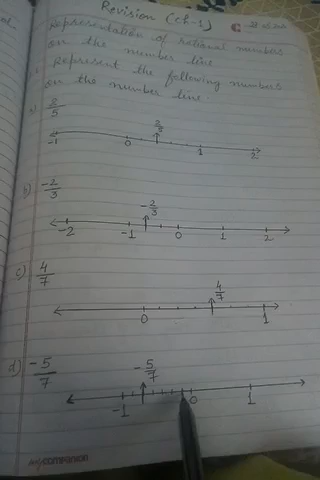 Revision (ch-1)
Representation of rational numbers
on the number line
Represent the following numbers
on the number line
a) 2/5
2/5
-1 0 1 2
b) -2/3
-2/3
-2 -1 0 1 2
c) 4/7
4/7
0 1
d) -5/7
-5/7
-1 0 1